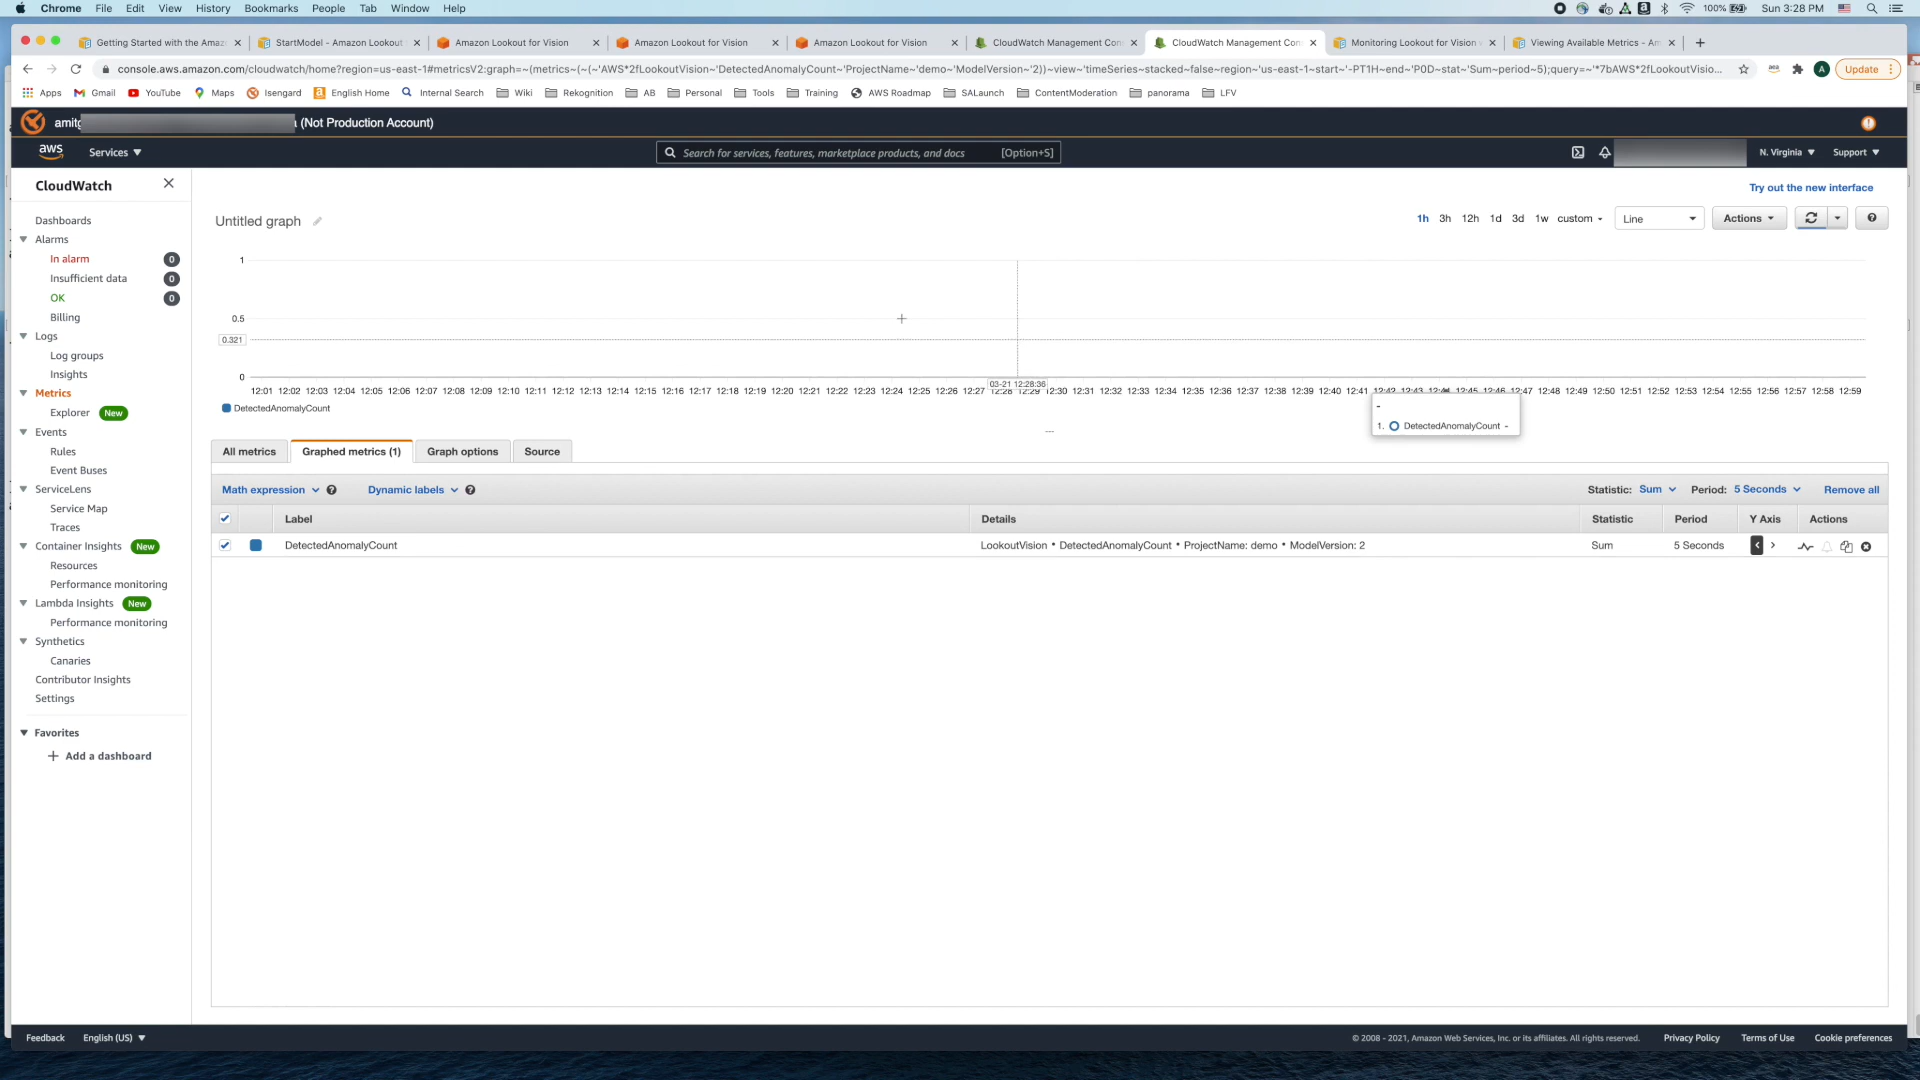 Chrome File Edit View History Bookmarks People Tab Window Help 100% Sun 3:28 PM
Getting Started with the Amaz StartModel - Amazon Lookout Amazon Lookout for Vision Amazon Lookout for Vision Amazon Lookout for Vision CloudWatch Management Con CloudWatch Management Con Monitoring Lookout for Vision Viewing Available Metrics - Am
console.aws.amazon.com/cloudwatch/home?region=us-east-1#metricsV2:graph=~(metrics~(~(~'AWS*2fLookoutVision~'DetectedAnomalyCount~'ProjectName~'demo~'ModelVersion~'2))~view~'timeSeries~stacked~false~region~'us-east-1~start~'-PT1H~end~'P0D~stat~'Sum~period~5);query=~'*7bAWS*2fLookoutVisio... A Update
Apps Gmail YouTube Maps Isengard English Home Internal Search Wiki Rekognition AB Personal Tools Training AWS Roadmap SALaunch ContentModeration panorama LFV
amitg (Not Production Account)
aws Services Search for services, features, marketplace products, and docs [Option+S] N. Virginia Support
CloudWatch
Try out the new interface
Dashboards
Alarms
In alarm 0
Insufficient data 0
OK 0
Billing
Logs
Log groups
Insights
Metrics
Explorer New
Events
Rules
Event Buses
ServiceLens
Service Map
Traces
Container Insights New
Resources
Performance monitoring
Lambda Insights New
Performance monitoring
Synthetics
Canaries
Contributor Insights
Settings
Favorites
Add a dashboard
Untitled graph 1h 3h 12h 1d 3d 1w custom Line Actions
1
0.5
0.321
0
03-21 12:28:36
12:01 12:02 12:03 12:04 12:05 12:06 12:07 12:08 12:09 12:10 12:11 12:12 12:13 12:14 12:15 12:16 12:17 12:18 12:19 12:20 12:21 12:22 12:23 12:24 12:25 12:26 12:27 12:28 12:29 12:30 12:31 12:32 12:33 12:34 12:35 12:36 12:37 12:38 12:39 12:40 12:41 12:42 12:43 12:44 12:45 12:46 12:47 12:48 12:49 12:50 12:51 12:52 12:53 12:54 12:55 12:56 12:57 12:58 12:59
DetectedAnomalyCount
-
1. DetectedAnomalyCount -
All metrics Graphed metrics (1) Graph options Source
Math expression Dynamic labels Statistic: Sum Period: 5 Seconds Remove all
Label Details Statistic Period Y Axis Actions
DetectedAnomalyCount LookoutVision • DetectedAnomalyCount • ProjectName: demo • ModelVersion: 2 Sum 5 Seconds
Feedback English (US) © 2008 - 2021, Amazon Web Services, Inc. or its affiliates. All rights reserved. Privacy Policy Terms of Use Cookie preferences